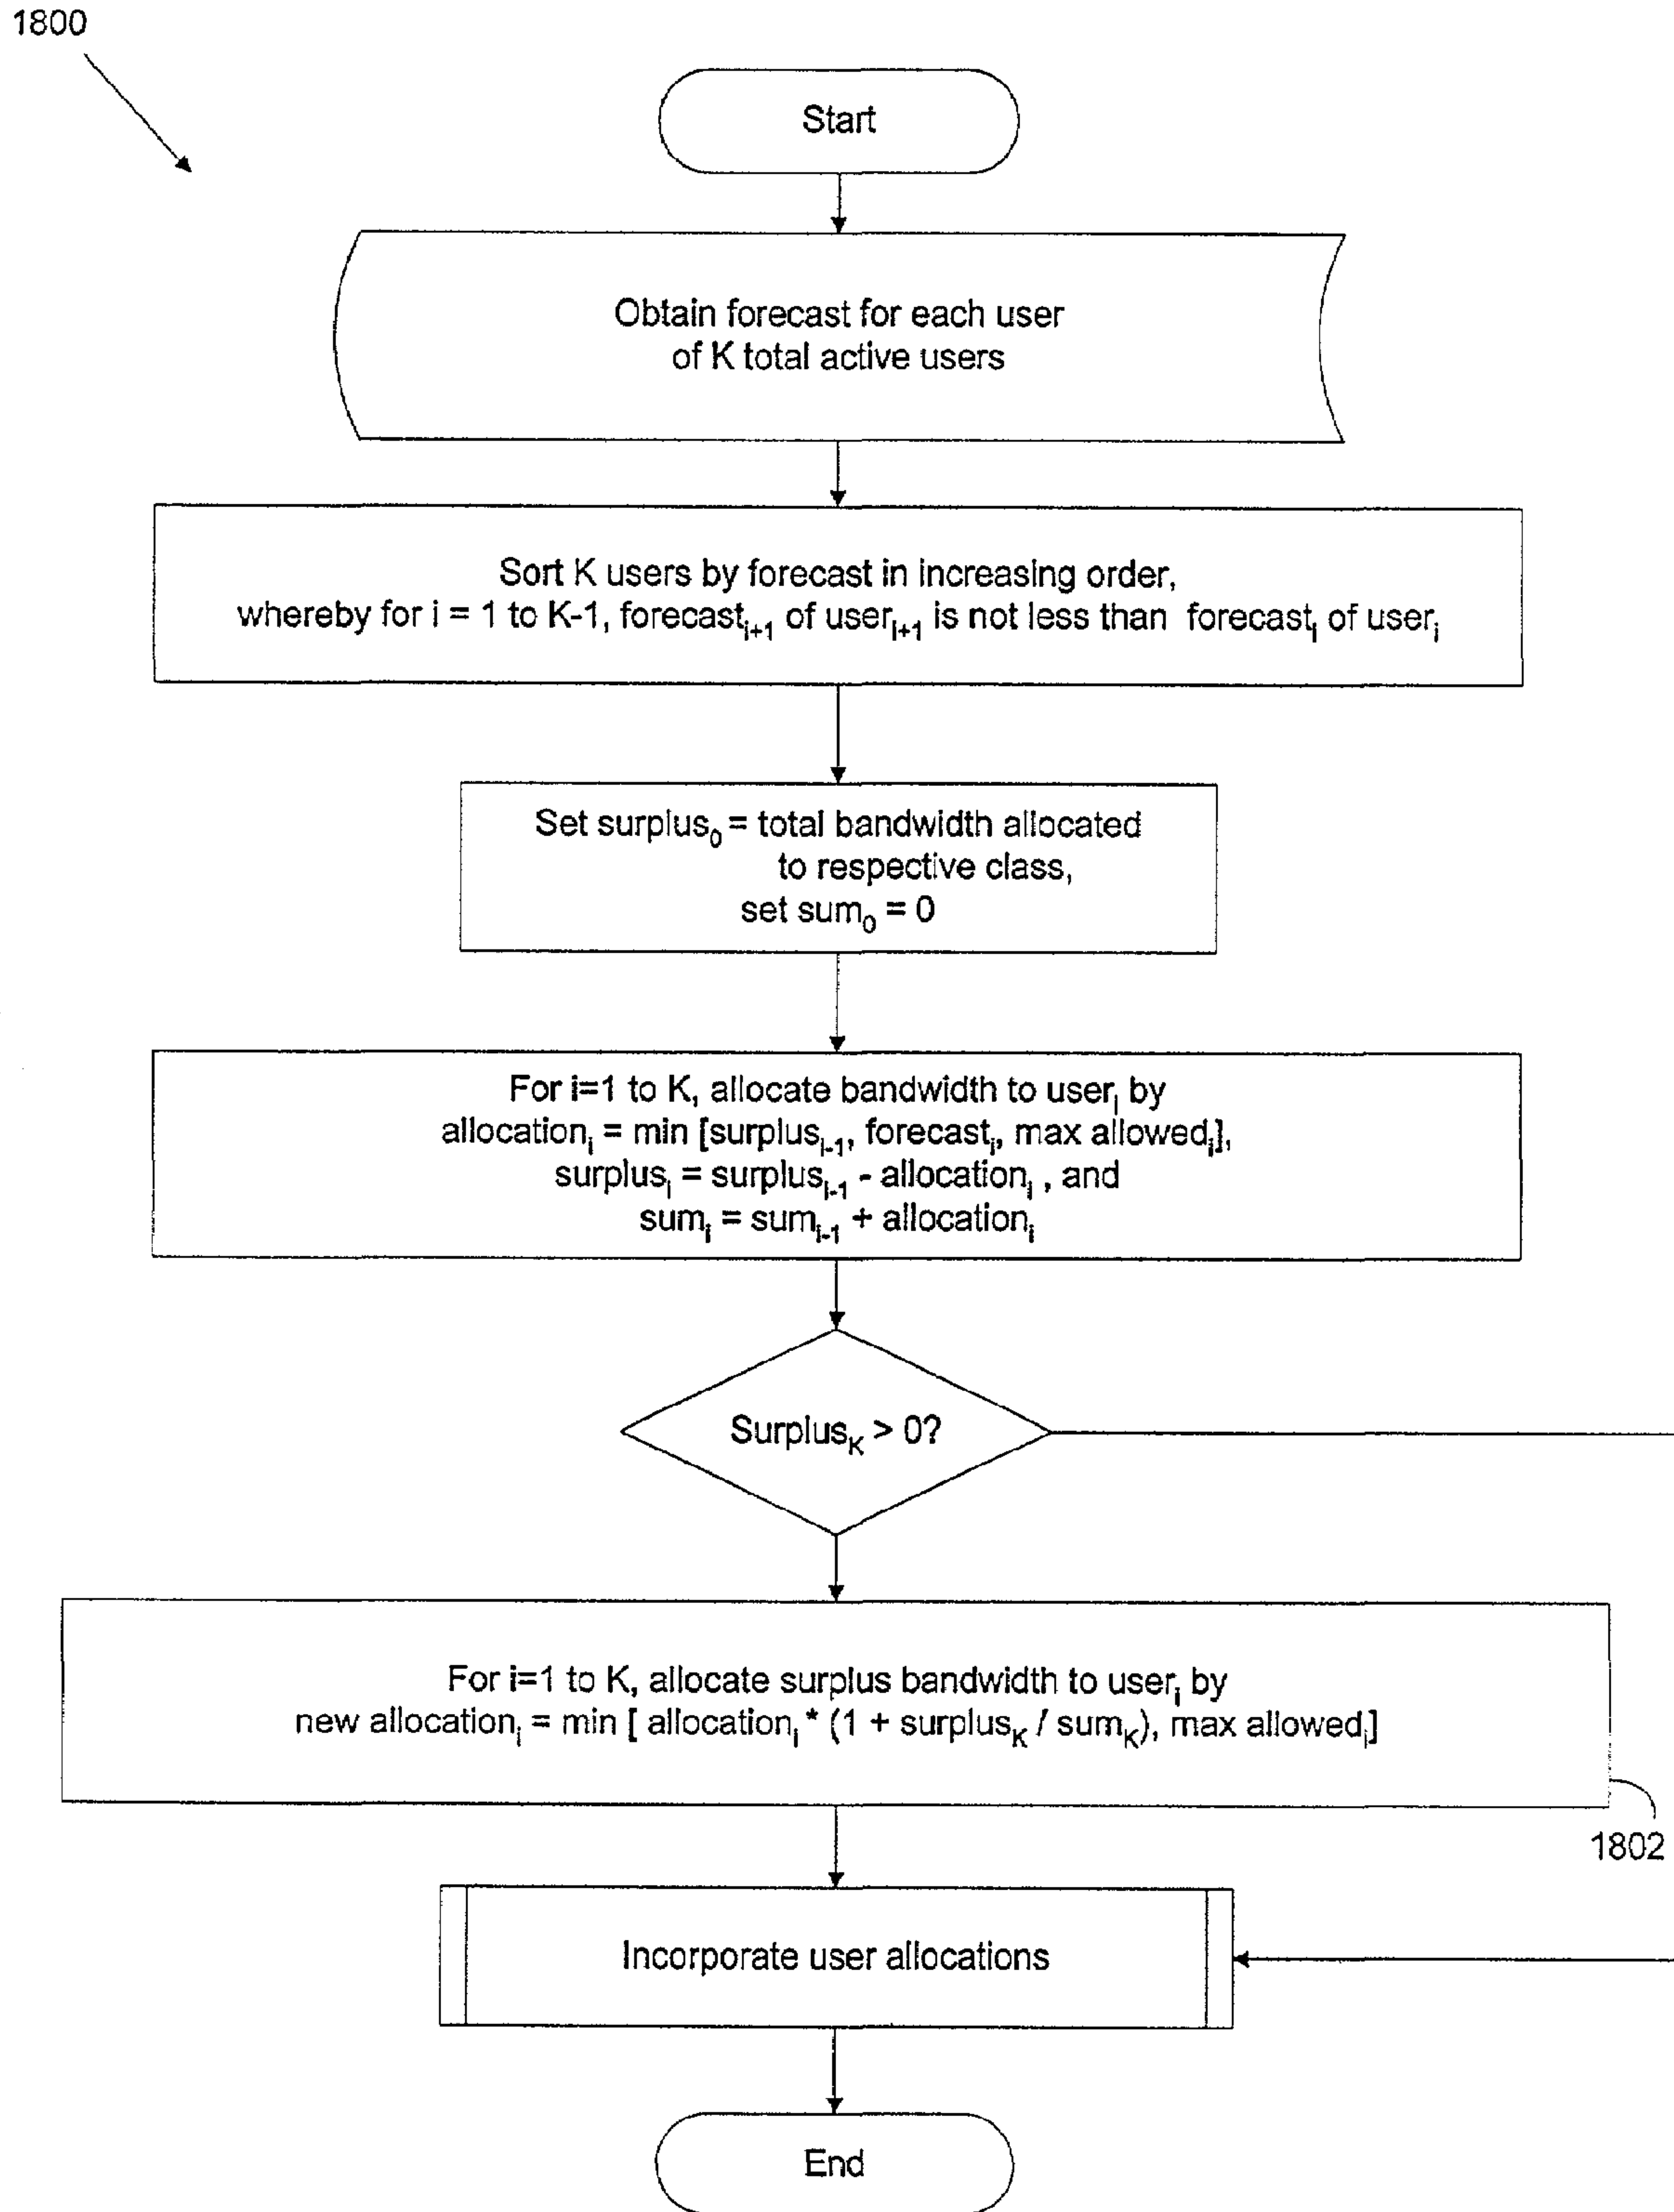 1800
Start
Obtain forecast for each user
of K total active users
Sort K users by forecast in increasing order,
whereby for i = 1 to K-1, forecastᵢ₊₁ of userᵢ₊₁ is not less than forecastᵢ of userᵢ
Set surplus₀ = total bandwidth allocated
to respective class,
set sum₀ = 0
For i=1 to K, allocate bandwidth to userᵢ by
allocationᵢ = min [surplusᵢ₋₁, forecastᵢ, max allowedᵢ],
surplusᵢ = surplusᵢ₋₁ - allocationᵢ , and
sumᵢ = sumᵢ₋₁ + allocationᵢ
Surplus_K > 0?
For i=1 to K, allocate surplus bandwidth to userᵢ by
new allocationᵢ = min [ allocationᵢ * (1 + surplus_K / sum_K), max allowedᵢ]
1802
Incorporate user allocations
End